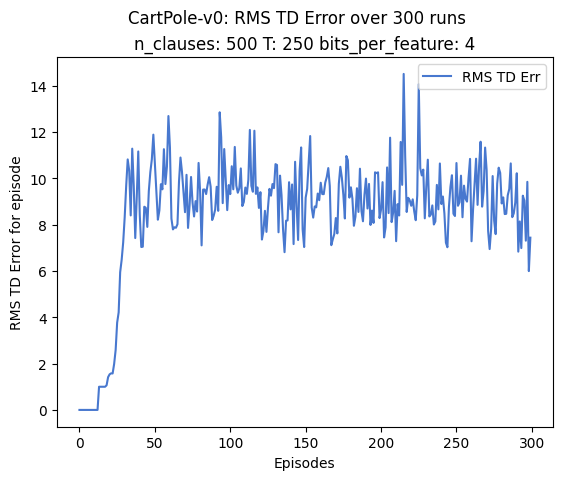 CartPole-v0: RMS TD Error over 300 runs
n_clauses: 500 T: 250 bits_per_feature: 4
RMS TD Err
14
12
10
8
6
4
2
0
RMS TD Error for episode
0 50 100 150 200 250 300
Episodes